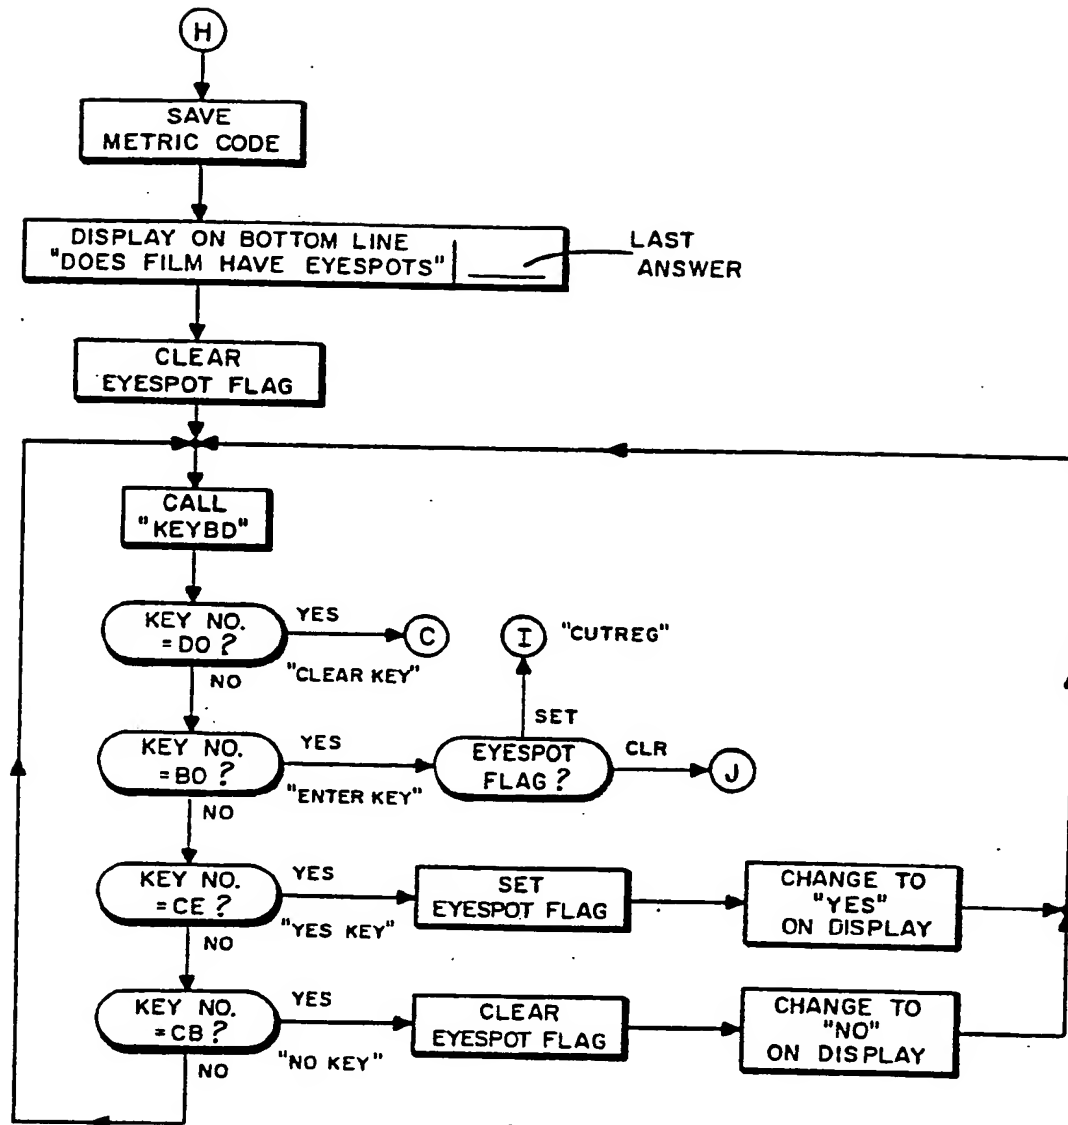 H
SAVE
METRIC CODE
DISPLAY ON BOTTOM LINE
"DOES FILM HAVE EYESPOTS"
LAST
ANSWER
CLEAR
EYESPOT FLAG
CALL
"KEYBD"
KEY NO.
=DO?
YES
"CLEAR KEY"
C
NO
I
"CUTREG"
SET
KEY NO.
=BO?
YES
"ENTER KEY"
NO
EYESPOT
FLAG?
CLR
J
KEY NO.
=CE?
YES
"YES KEY"
NO
SET
EYESPOT FLAG
CHANGE TO
"YES"
ON DISPLAY
KEY NO.
=CB?
YES
"NO KEY"
NO
CLEAR
EYESPOT FLAG
CHANGE TO
"NO"
ON DISPLAY